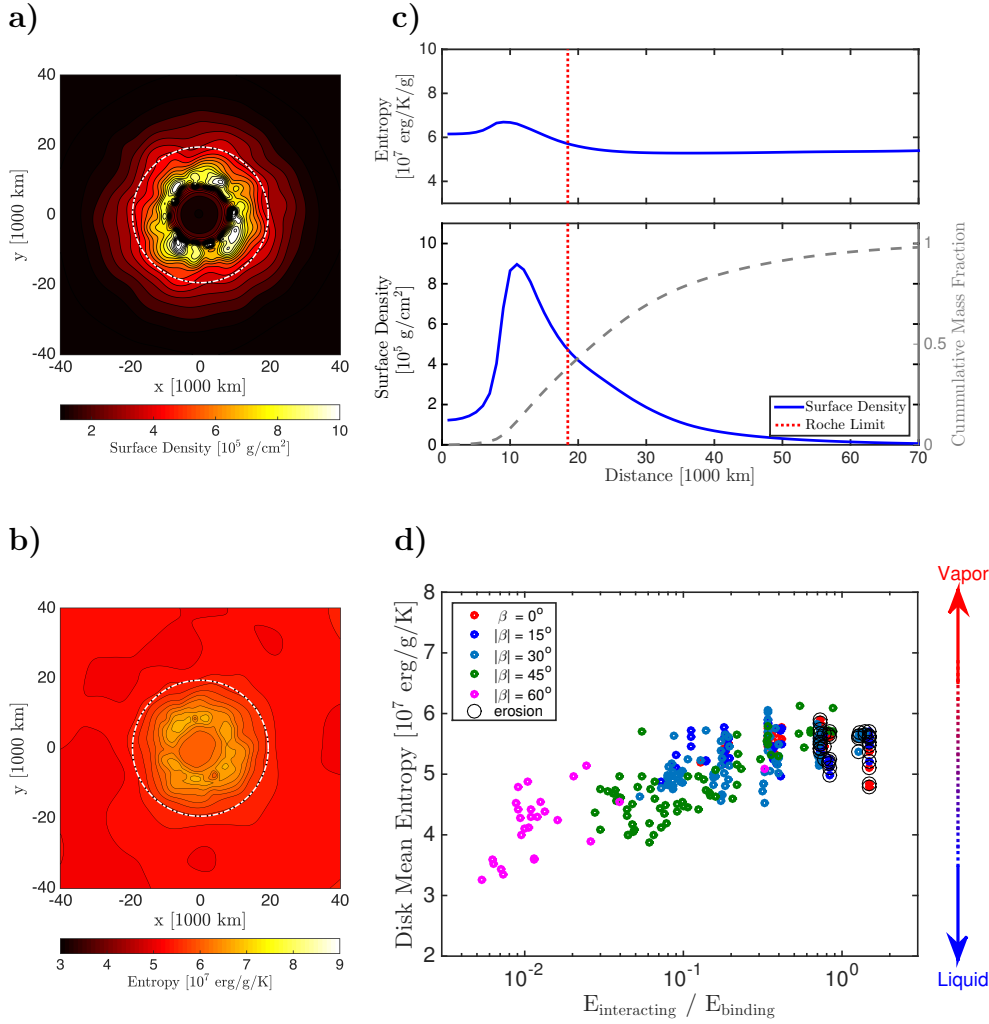 a)
40
20
0
-20
-40
y [1000 km]
-40 -20 0 20 40
x [1000 km]
2 4 6 8 10
Surface Density [10⁵ g/cm²]
c)
10
8
6
4
Entropy
[10⁷ erg/K/g]
10
8
6
4
2
0
Surface Density
[10⁵ g/cm²]
1
0.5
0
Cummulative Mass Fraction
Surface Density
Roche Limit
0 10 20 30 40 50 60 70
Distance [1000 km]
b)
40
20
0
-20
-40
y [1000 km]
-40 -20 0 20 40
x [1000 km]
3 4 5 6 7 8 9
Entropy [10⁷ erg/g/K]
d)
8
7
6
5
4
3
2
Disk Mean Entropy [10⁷ erg/g/K]
β = 0°
|β| = 15°
|β| = 30°
|β| = 45°
|β| = 60°
erosion
10⁻² 10⁻¹ 10⁰
E_interacting / E_binding
Vapor
Liquid